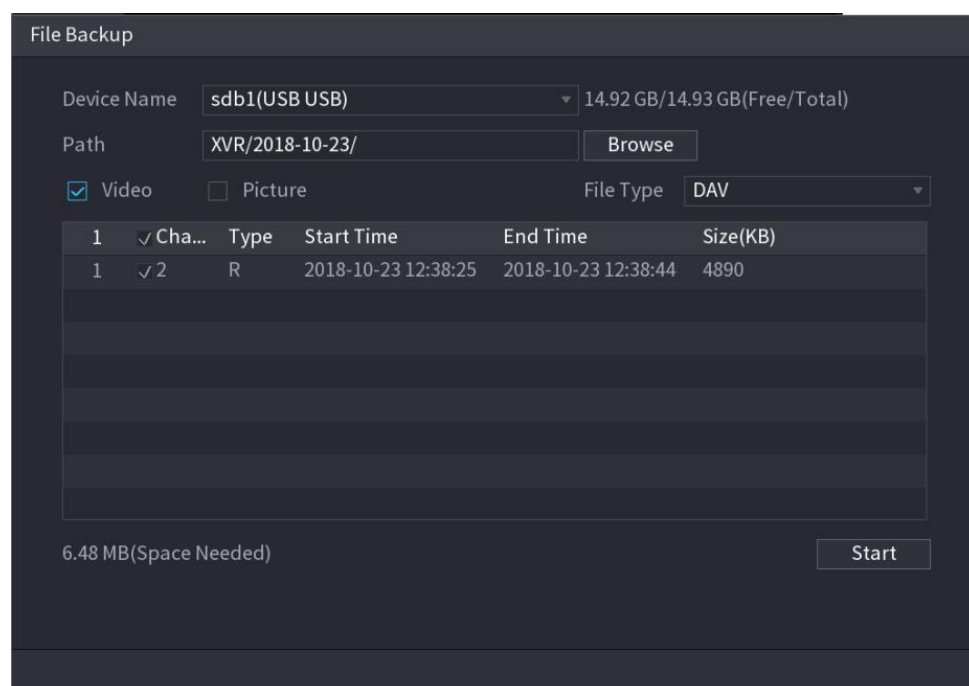 File Backup
Device Name sdb1(USB USB) 14.92 GB/14.93 GB(Free/Total)
Path XVR/2018-10-23/ Browse
Video Picture File Type DAV
1 Cha... Type Start Time End Time Size(KB)
1 2 R 2018-10-23 12:38:25 2018-10-23 12:38:44 4890
6.48 MB(Space Needed) Start